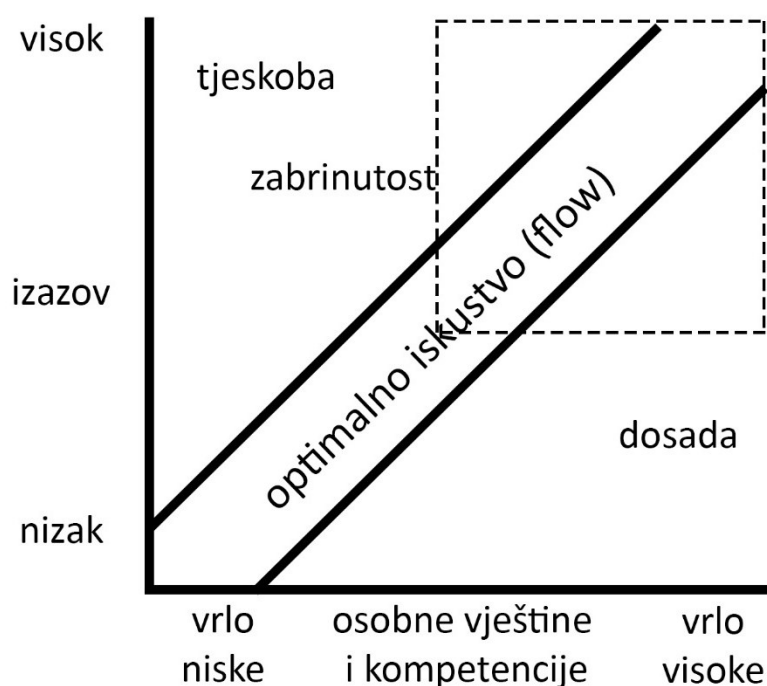 visok
tjeskoba
zabrinutost
izazov
optimalno iskustvo (flow)
dosada
nizak
vrlo
niske
osobne vještine
i kompetencije
vrlo
visoke